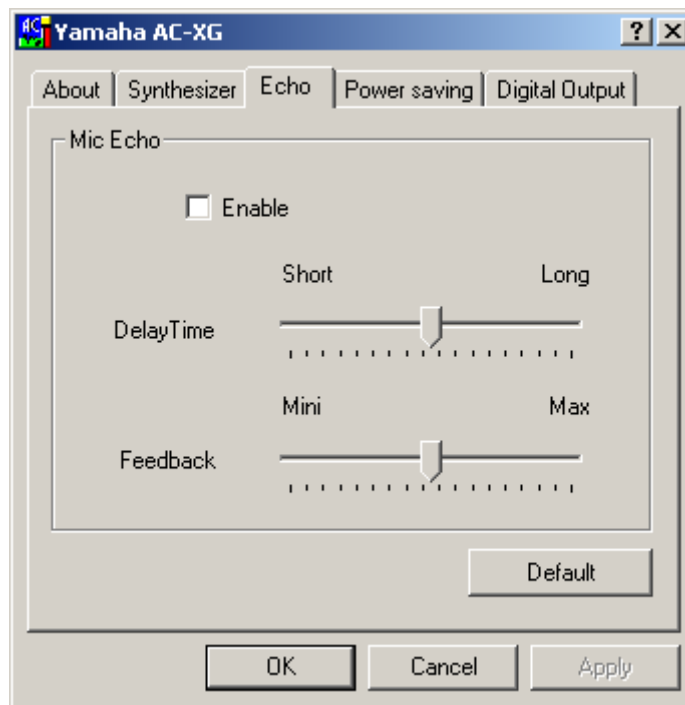 Yamaha AC-XG
About Synthesizer Echo Power saving Digital Output
Mic Echo
Enable
Short Long
DelayTime
Mini Max
Feedback
Default
OK Cancel Apply